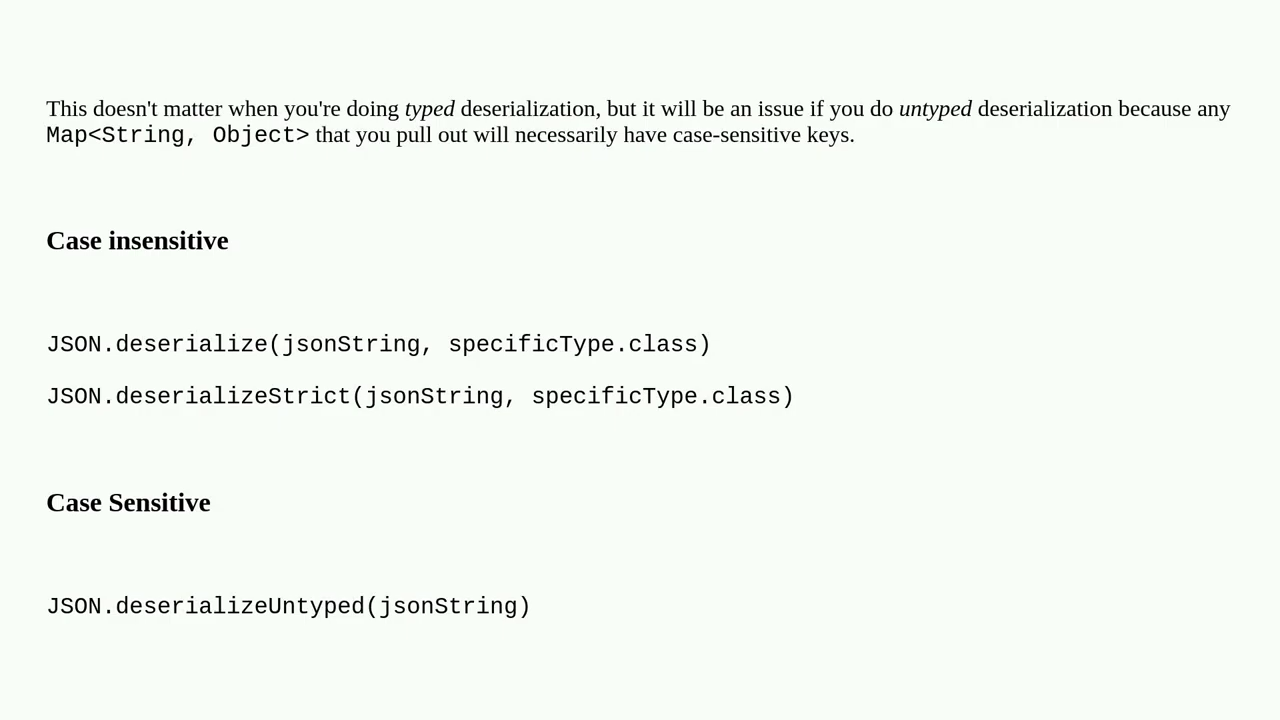 This doesn't matter when you're doing typed deserialization, but it will be an issue if you do untyped deserialization because any
Map<String, Object> that you pull out will necessarily have case-sensitive keys.
Case insensitive
JSON.deserialize(jsonString, specificType.class)
JSON.deserializeStrict(jsonString, specificType.class)
Case Sensitive
JSON.deserializeUntyped(jsonString)